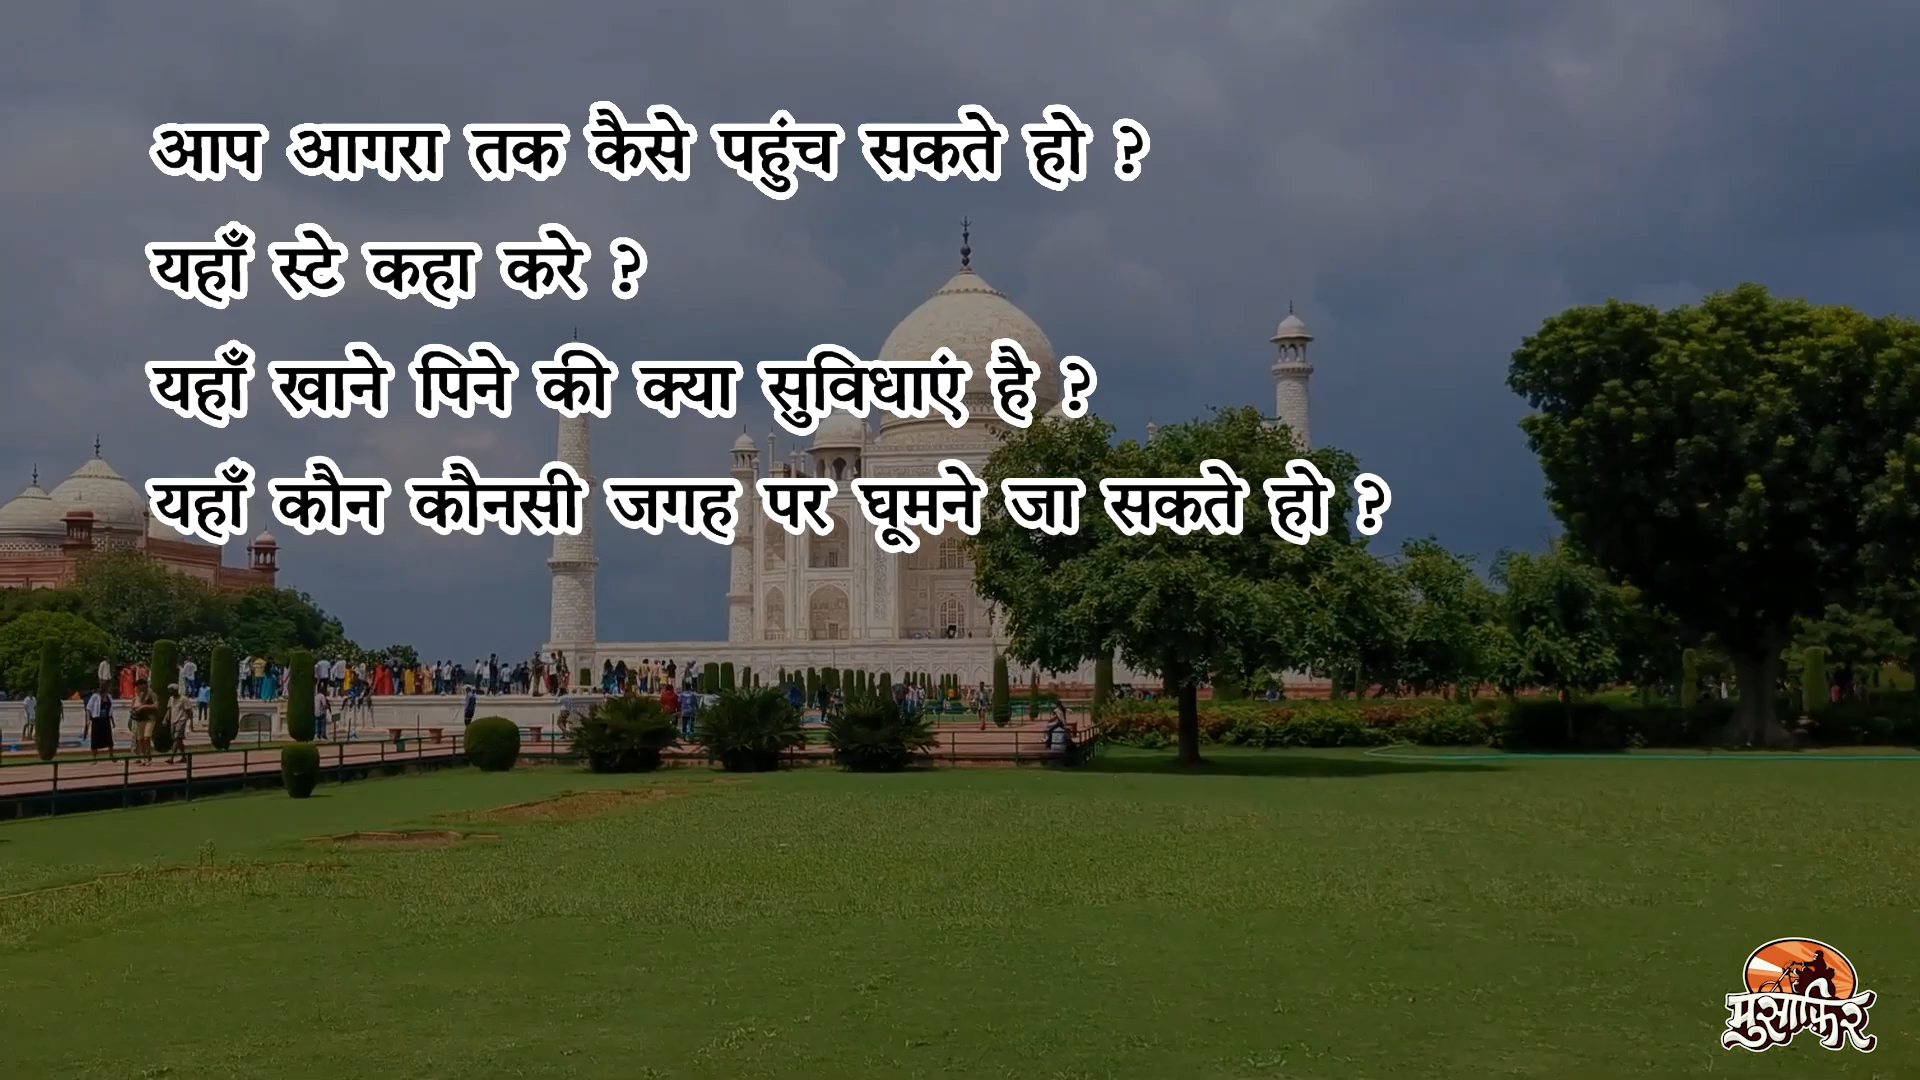 आप आगरा तक कैसे पहुंच सकते हो ?
यहाँ स्टे कहा करे ?
यहाँ खाने पिने की क्या सुविधाएं है ?
यहाँ कौन कौनसी जगह पर घूमने जा सकते हो ?
मुसाफ़िर